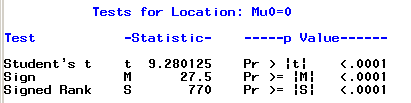 Tests for Location: Mu0=0
Test -Statistic- -----p Value------
Student's t t 9.280125 Pr > |t| <.0001
Sign M 27.5 Pr >= |M| <.0001
Signed Rank S 770 Pr >= |S| <.0001